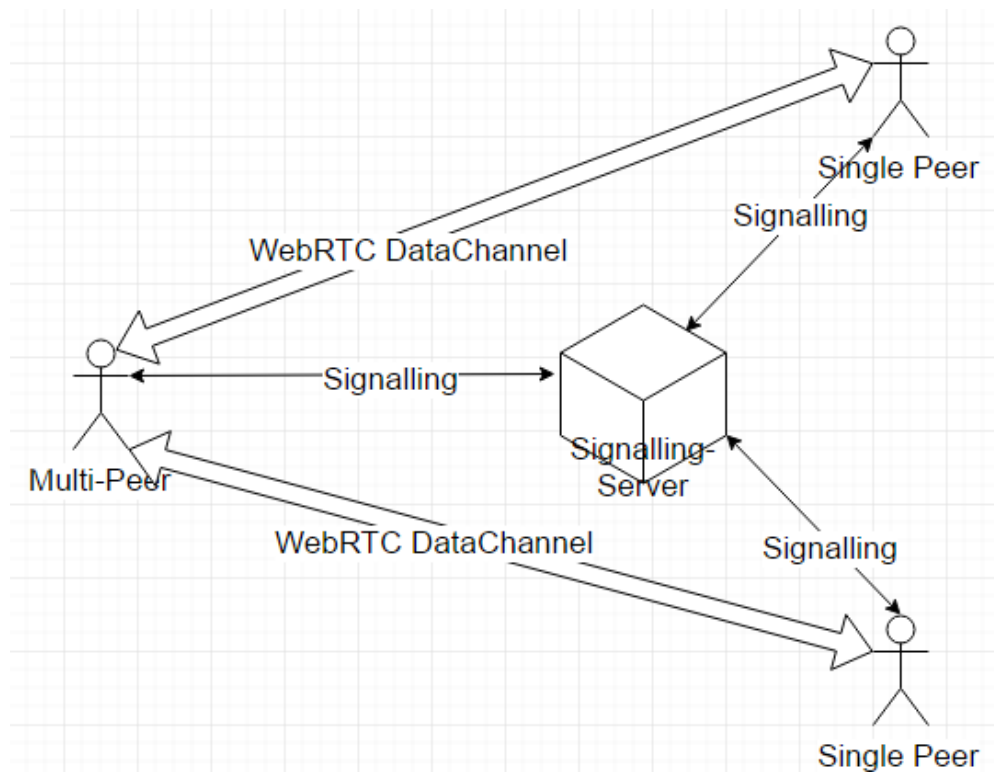 Single Peer
Signalling
WebRTC DataChannel
Signalling
Signalling-
Server
Multi-Peer
WebRTC DataChannel
Signalling
Single Peer